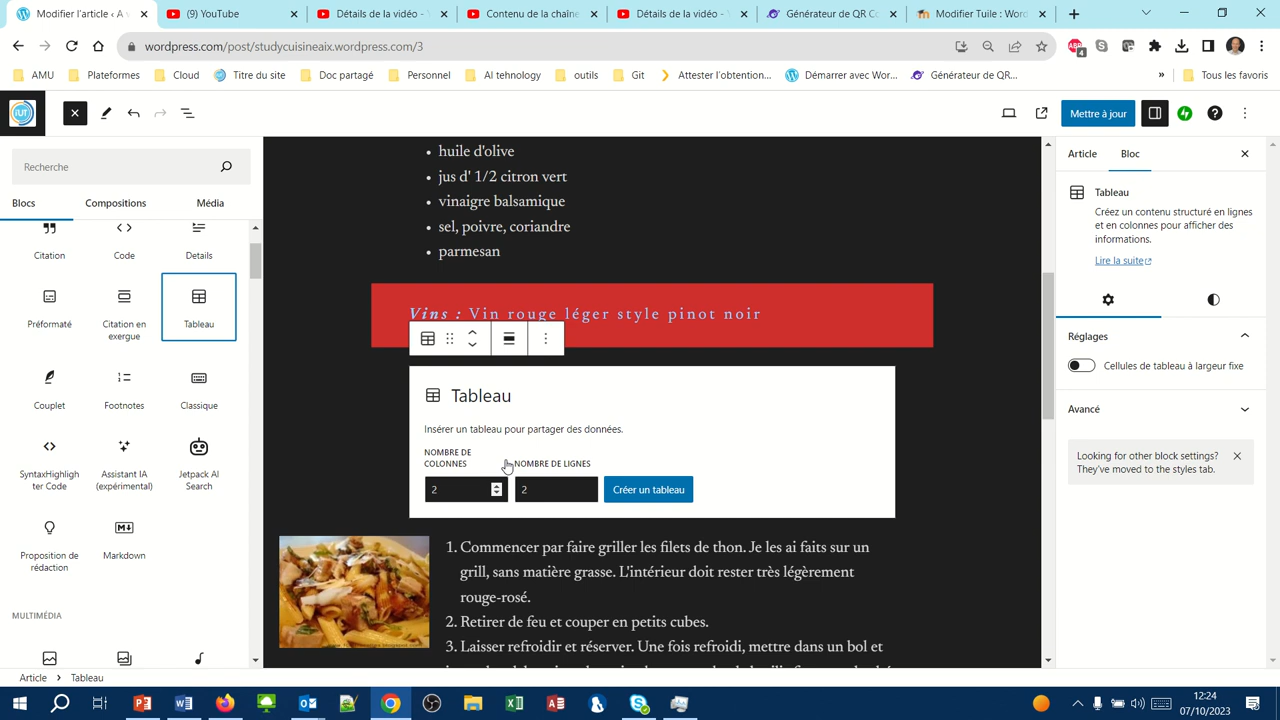 Modifier l'article ‹ A V
(9) YouTube
Détails de la vidéo - Y
Contenu de la chaîne
Détails de la vidéo - Y
Générateur de QR Co
Modifier Tuile : Word
wordpress.com/post/studycuisineaix.wordpress.com/3
AMU
Plateformes
Cloud
Titre du site
Doc partagé
Personnel
AI tehnology
outils
Git
Attester l'obtention...
Démarrer avec Wor...
Générateur de QR...
»
Tous les favoris
Mettre à jour
Recherche
Blocs
Compositions
Média
Citation
Code
Details
Préformaté
Citation en
exergue
Tableau
Couplet
Footnotes
Classique
SyntaxHighligh
ter Code
Assistant IA
(expérimental)
Jetpack AI
Search
Proposition de
rédaction
Markdown
MULTIMÉDIA
• huile d'olive
• jus d' 1/2 citron vert
• vinaigre balsamique
• sel, poivre, coriandre
• parmesan
Vins : Vin rouge léger style pinot noir
Tableau
Insérer un tableau pour partager des données.
NOMBRE DE
COLONNES
NOMBRE DE LIGNES
2
2
Créer un tableau
1. Commencer par faire griller les filets de thon. Je les ai faits sur un
grill, sans matière grasse. L'intérieur doit rester très légèrement
rouge-rosé.
2. Retirer de feu et couper en petits cubes.
3. Laisser refroidir et réserver. Une fois refroidi, mettre dans un bol et
Article
Bloc
Tableau
Créez un contenu structuré en lignes
et en colonnes pour afficher des
informations.
Lire la suite
Réglages
Cellules de tableau à largeur fixe
Avancé
Looking for other block settings?
They've moved to the styles tab.
Article
Tableau
12:24
07/10/2023